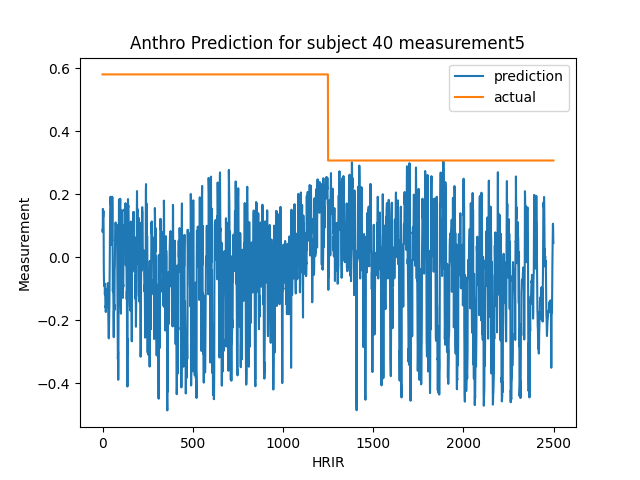 Anthro Prediction for subject 40 measurement5
prediction
actual
Measurement
0.6
0.4
0.2
0.0
−0.2
−0.4
0
500
1000
1500
2000
2500
HRIR